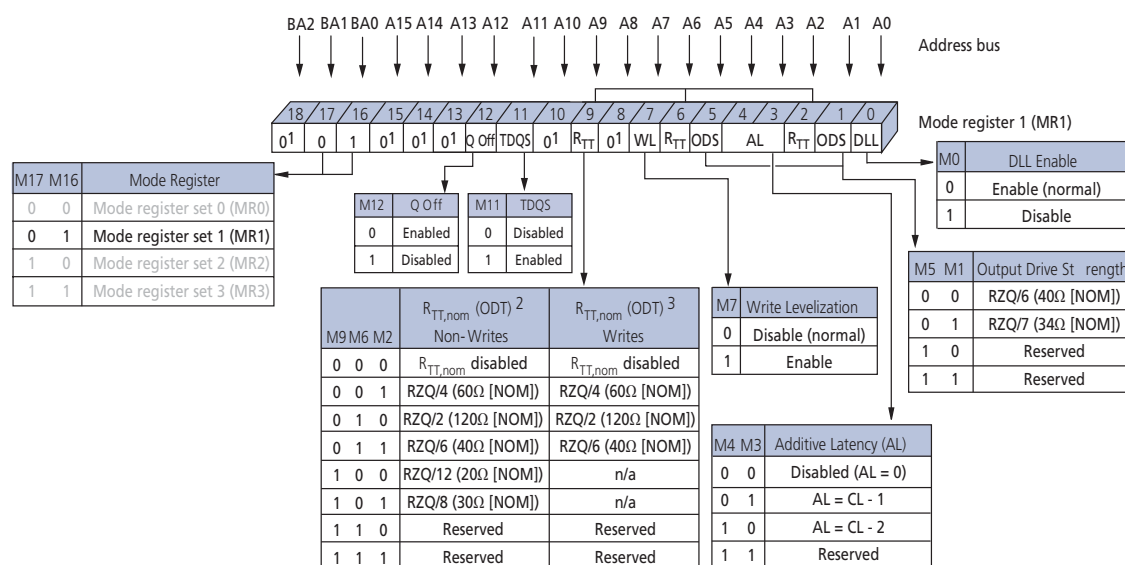 BA2 BA1 BA0 A15 A14 A13 A12 A11 A10 A9 A8 A7 A6 A5 A4 A3 A2 A1 A0
Address bus
18 17 16 15 14 13 12 11 10 9 8 7 6 5 4 3 2 1 0
Mode register 1 (MR1)
0¹ 0 1 0¹ 0¹ 0¹ Q Off TDQS 0¹ RTT 0¹ WL RTT ODS AL RTT ODS DLL
M17 M16 Mode Register
0 0 Mode register set 0 (MR0)
0 1 Mode register set 1 (MR1)
1 0 Mode register set 2 (MR2)
1 1 Mode register set 3 (MR3)
M12 Q Off
0 Enabled
1 Disabled
M11 TDQS
0 Disabled
1 Enabled
M0 DLL Enable
0 Enable (normal)
1 Disable
M5 M1 Output Drive St rength
0 0 RZQ/6 (40Ω [NOM])
0 1 RZQ/7 (34Ω [NOM])
1 0 Reserved
1 1 Reserved
M9 M6 M2 RTT,nom (ODT) 2 Non-Writes RTT,nom (ODT) 3 Writes
0 0 0 RTT,nom disabled RTT,nom disabled
0 0 1 RZQ/4 (60Ω [NOM]) RZQ/4 (60Ω [NOM])
0 1 0 RZQ/2 (120Ω [NOM]) RZQ/2 (120Ω [NOM])
0 1 1 RZQ/6 (40Ω [NOM]) RZQ/6 (40Ω [NOM])
1 0 0 RZQ/12 (20Ω [NOM]) n/a
1 0 1 RZQ/8 (30Ω [NOM]) n/a
1 1 0 Reserved Reserved
1 1 1 Reserved Reserved
M7 Write Levelization
0 Disable (normal)
1 Enable
M4 M3 Additive Latency (AL)
0 0 Disabled (AL = 0)
0 1 AL = CL - 1
1 0 AL = CL - 2
1 1 Reserved